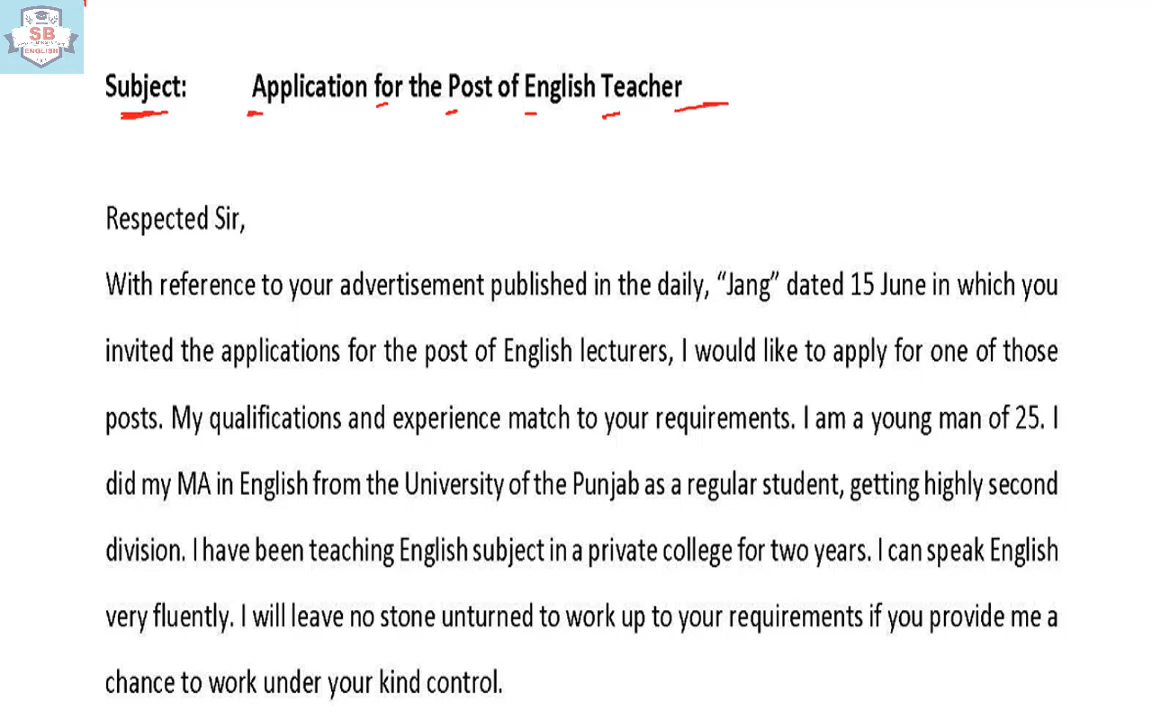 SB
ENGLISH
Subject: Application for the Post of English Teacher
Respected Sir,
With reference to your advertisement published in the daily, “Jang” dated 15 June in which you
invited the applications for the post of English lecturers, I would like to apply for one of those
posts. My qualifications and experience match to your requirements. I am a young man of 25. I
did my MA in English from the University of the Punjab as a regular student, getting highly second
division. I have been teaching English subject in a private college for two years. I can speak English
very fluently. I will leave no stone unturned to work up to your requirements if you provide me a
chance to work under your kind control.